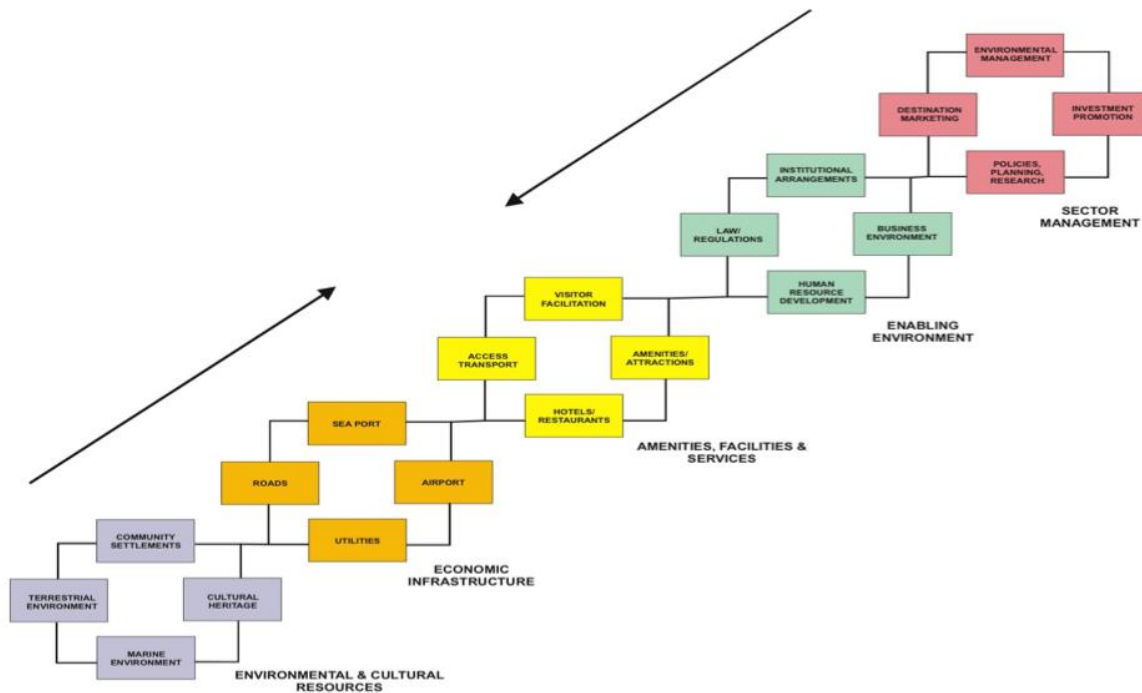 ENVIRONMENTAL
MANAGEMENT
DESTINATION
MARKETING
INVESTMENT
PROMOTION
POLICIES,
PLANNING,
RESEARCH
SECTOR
MANAGEMENT
INSTITUTIONAL
ARRANGEMENTS
LAW/
REGULATIONS
BUSINESS
ENVIRONMENT
HUMAN
RESOURCE
DEVELOPMENT
ENABLING
ENVIRONMENT
VISITOR
FACILITATION
ACCESS
TRANSPORT
AMENITIES/
ATTRACTIONS
HOTELS/
RESTAURANTS
AMENITIES, FACILITIES &
SERVICES
SEA PORT
ROADS
AIRPORT
UTILITIES
ECONOMIC
INFRASTRUCTURE
COMMUNITY
SETTLEMENTS
TERRESTRIAL
ENVIRONMENT
CULTURAL
HERITAGE
MARINE
ENVIRONMENT
ENVIRONMENTAL & CULTURAL
RESOURCES